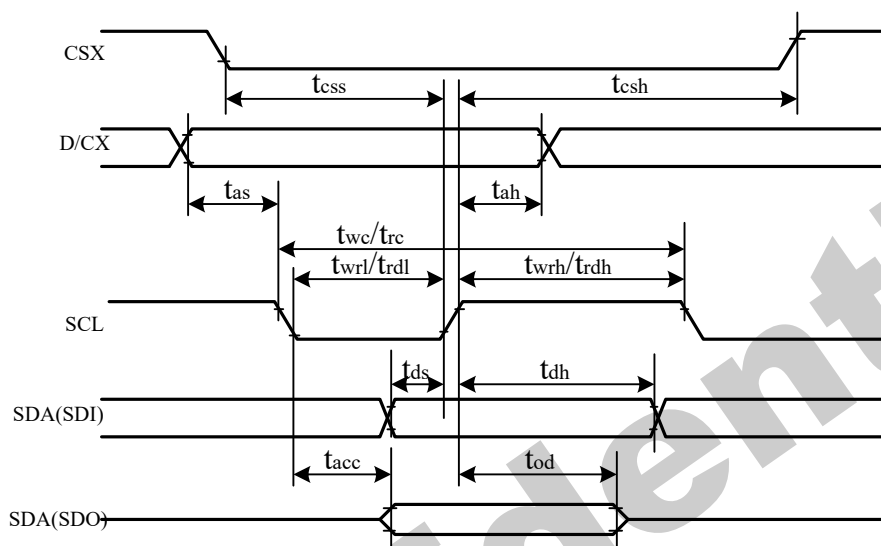 CSX
tcss
tcsh
D/CX
tas
tah
twc/trc
twrl/trdl
twrh/trdh
SCL
tds
tdh
SDA(SDI)
tacc
tod
SDA(SDO)